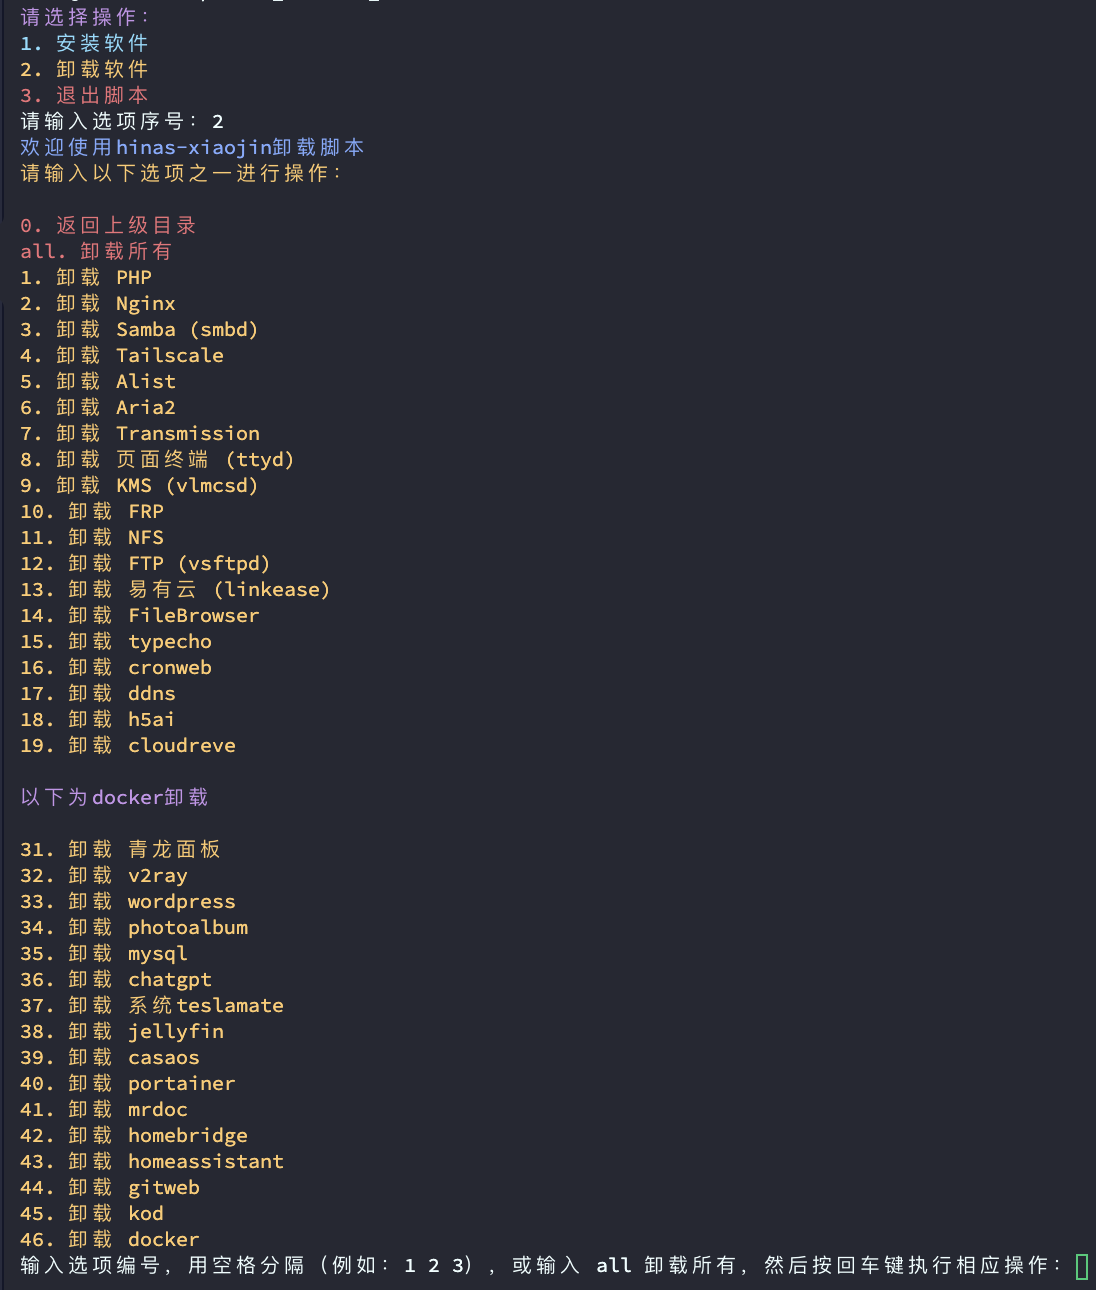 请选择操作：
1. 安装软件
2. 卸载软件
3. 退出脚本
请输入选项序号：2
欢迎使用hinas-xiaojin卸载脚本
请输入以下选项之一进行操作：
0. 返回上级目录
all. 卸载所有
1. 卸载 PHP
2. 卸载 Nginx
3. 卸载 Samba (smbd)
4. 卸载 Tailscale
5. 卸载 Alist
6. 卸载 Aria2
7. 卸载 Transmission
8. 卸载 页面终端 (ttyd)
9. 卸载 KMS (vlmcsd)
10. 卸载 FRP
11. 卸载 NFS
12. 卸载 FTP (vsftpd)
13. 卸载 易有云 (linkease)
14. 卸载 FileBrowser
15. 卸载 typecho
16. 卸载 cronweb
17. 卸载 ddns
18. 卸载 h5ai
19. 卸载 cloudreve
以下为docker卸载
31. 卸载 青龙面板
32. 卸载 v2ray
33. 卸载 wordpress
34. 卸载 photoalbum
35. 卸载 mysql
36. 卸载 chatgpt
37. 卸载 系统teslamate
38. 卸载 jellyfin
39. 卸载 casaos
40. 卸载 portainer
41. 卸载 mrdoc
42. 卸载 homebridge
43. 卸载 homeassistant
44. 卸载 gitweb
45. 卸载 kod
46. 卸载 docker
输入选项编号，用空格分隔（例如：1 2 3），或输入 all 卸载所有，然后按回车键执行相应操作：